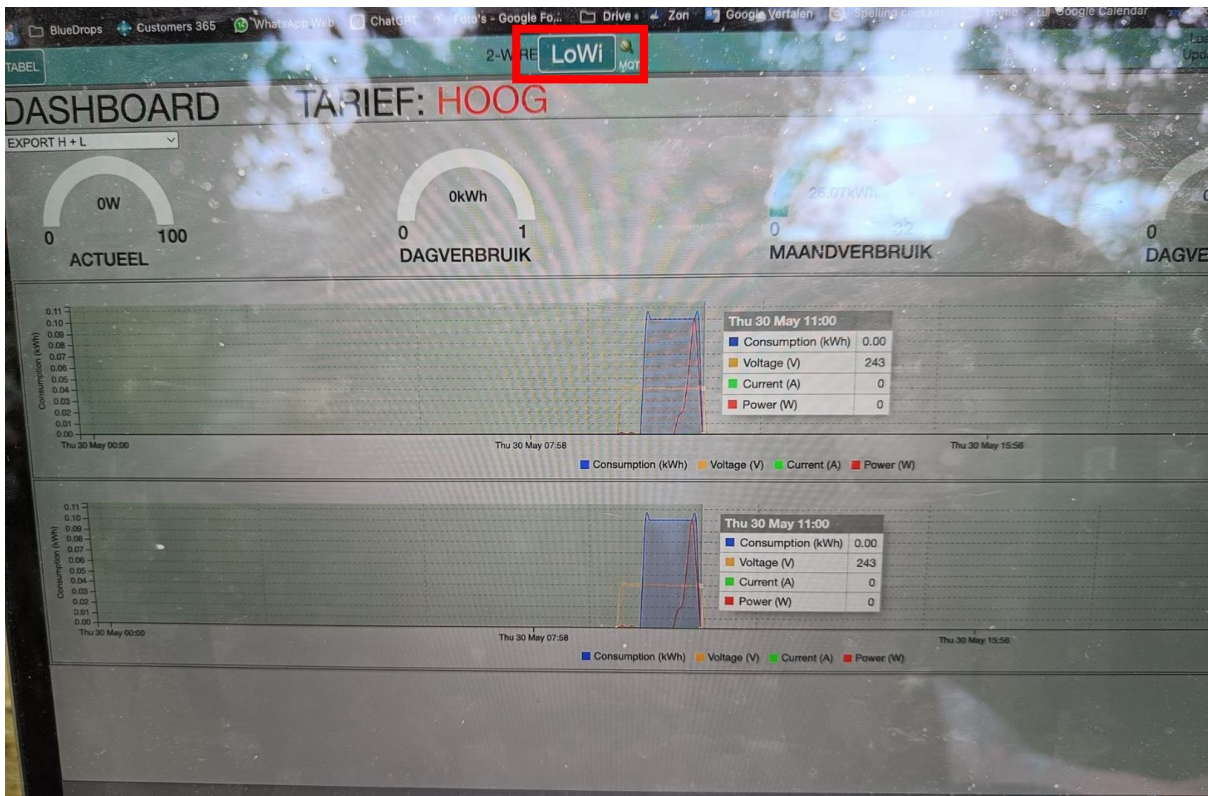 BlueDrops Customers 365 WhatsApp Web ChatGPT Foto's - Google Fo... Drive Zon Google Vertalen Spelling checker Home Google Calendar
TABEL 2-WIRE LoWi MQT
DASHBOARD TARIEF: HOOG
EXPORT H + L
0W 0kWh 26.07kWh
0 100 0 1 0 32 0
ACTUEEL DAGVERBRUIK MAANDVERBRUIK DAGVE
Consumption (kWh)
0.11
0.10
0.09
0.08
0.07
0.06
0.05
0.04
0.03
0.02
0.01
0.00
Thu 30 May 11:00
Consumption (kWh) 0.00
Voltage (V) 243
Current (A) 0
Power (W) 0
Thu 30 May 00:00 Thu 30 May 07:58 Thu 30 May 15:56
Consumption (kWh) Voltage (V) Current (A) Power (W)
Consumption (kWh)
0.11
0.10
0.09
0.08
0.07
0.06
0.05
0.04
0.03
0.02
0.01
0.00
Thu 30 May 11:00
Consumption (kWh) 0.00
Voltage (V) 243
Current (A) 0
Power (W) 0
Thu 30 May 00:00 Thu 30 May 07:58 Thu 30 May 15:56
Consumption (kWh) Voltage (V) Current (A) Power (W)